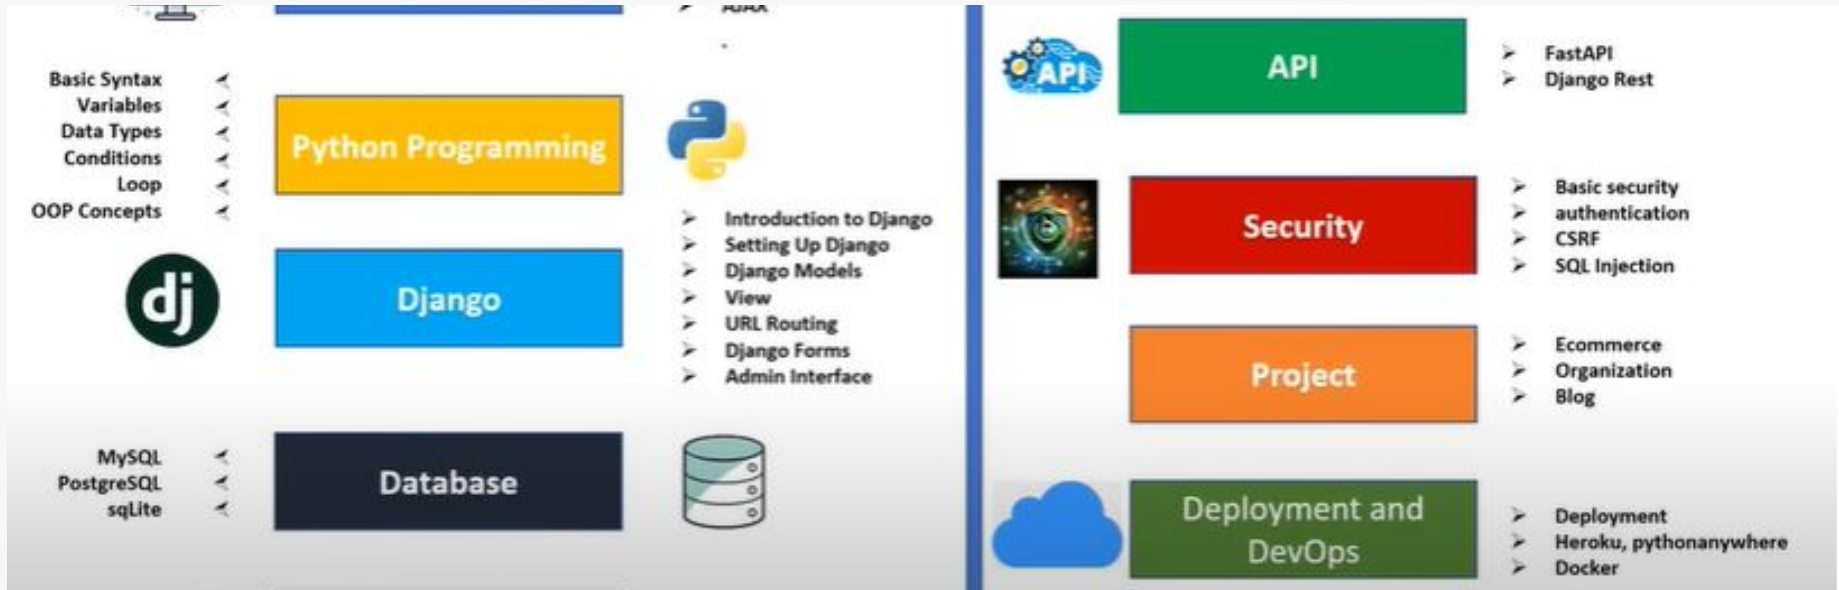 AJAX
Basic Syntax
Variables
Data Types
Conditions
Loop
OOP Concepts
Python Programming
dj
Django
Introduction to Django
Setting Up Django
Django Models
View
URL Routing
Django Forms
Admin Interface
MySQL
PostgreSQL
sqLite
Database
API
API
FastAPI
Django Rest
Security
Basic security
authentication
CSRF
SQL Injection
Project
Ecommerce
Organization
Blog
Deployment and
DevOps
Deployment
Heroku, pythonanywhere
Docker